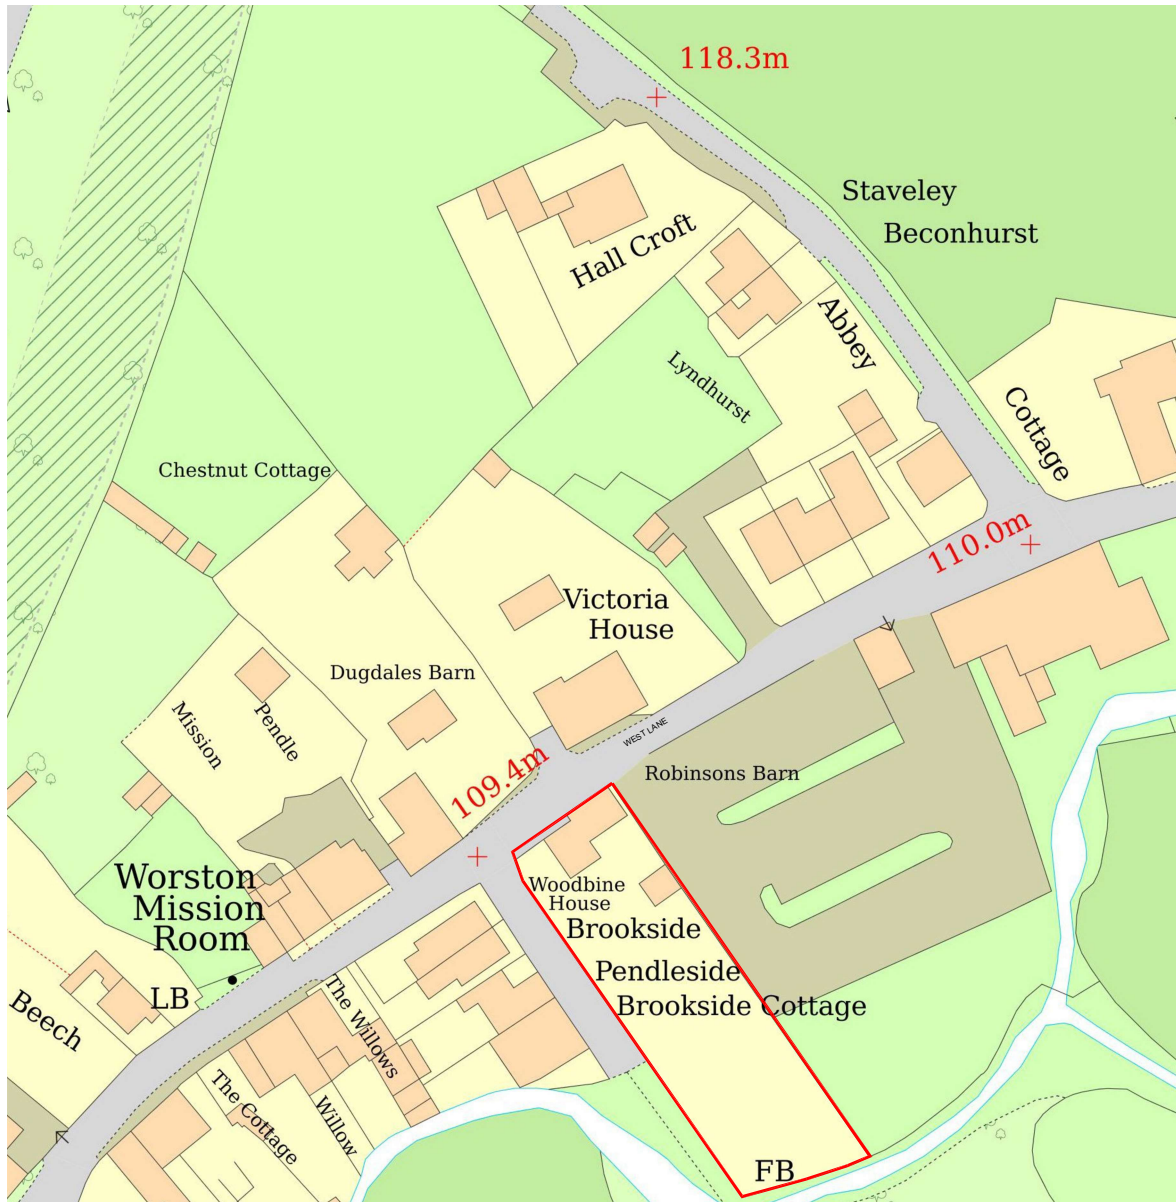 118.3m
Staveley
Beconhurst
Hall Croft
Abbey
Lyndhurst
Cottage
Chestnut Cottage
110.0m
Victoria
House
Dugdales Barn
Mission
Pendle
WEST LANE
109.4m
Robinsons Barn
Worston
Mission
Room
Woodbine
House
Brookside
Pendleside
Brookside Cottage
LB
Beech
The Willows
The Cottage
Willow
FB